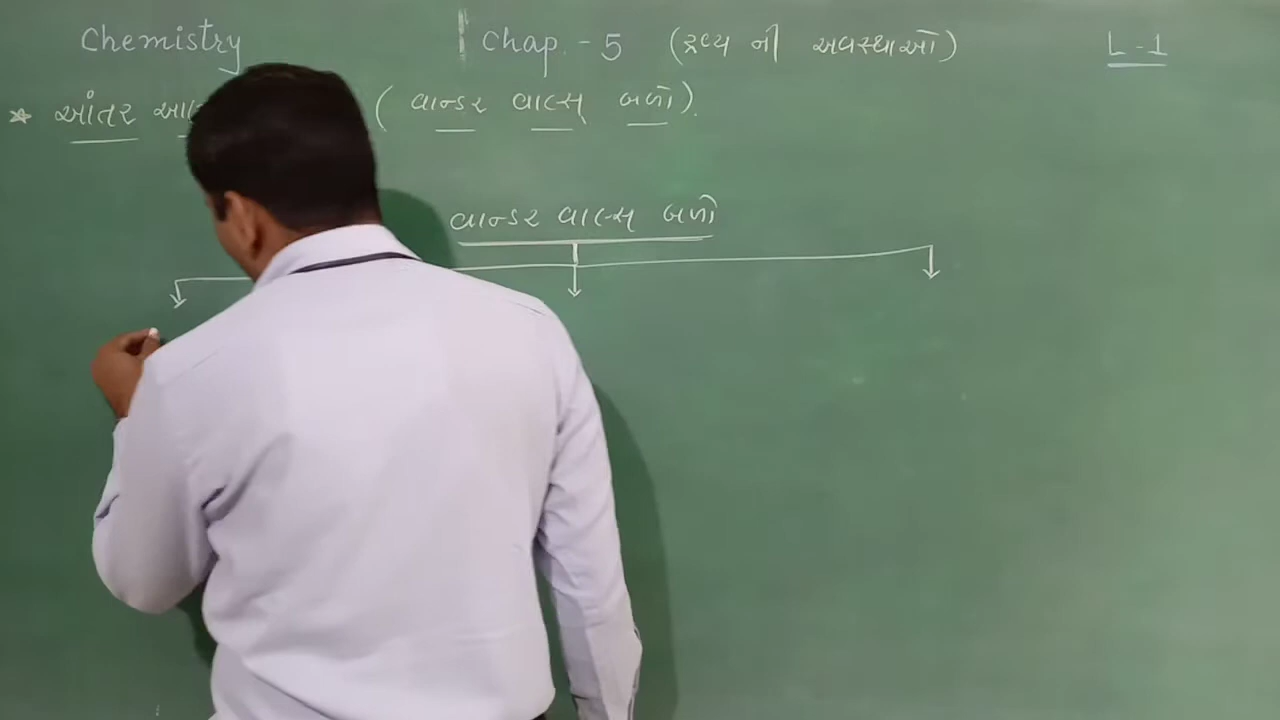 Chemistry Chap. - 5 (દ્રવ્ય ની અવસ્થાઓ) L - 1
* આંતર (વાન્ડર વાલ્સ બળો).
વાન્ડર વાલ્સ બળો